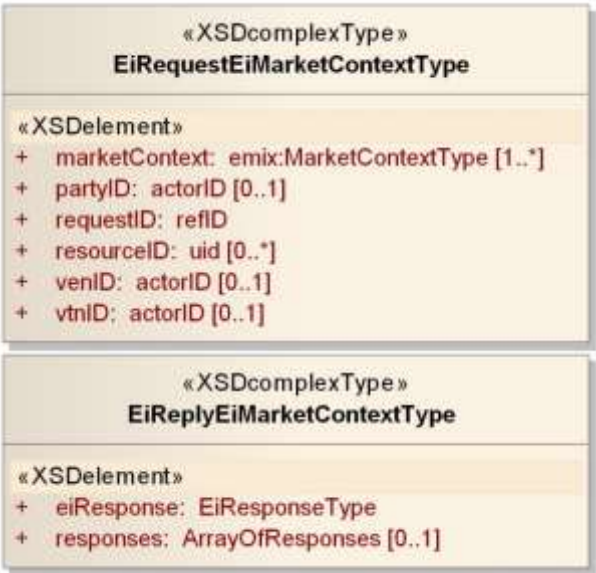 «XSDcomplexType»
EiRequestEiMarketContextType
«XSDelement»
+ marketContext: emix:MarketContextType [1..*]
+ partyID: actorID [0..1]
+ requestID: refID
+ resourceID: uid [0..*]
+ venID: actorID [0..1]
+ vtnID: actorID [0..1]
«XSDcomplexType»
EiReplyEiMarketContextType
«XSDelement»
+ eiResponse: EiResponseType
+ responses: ArrayOfResponses [0..1]